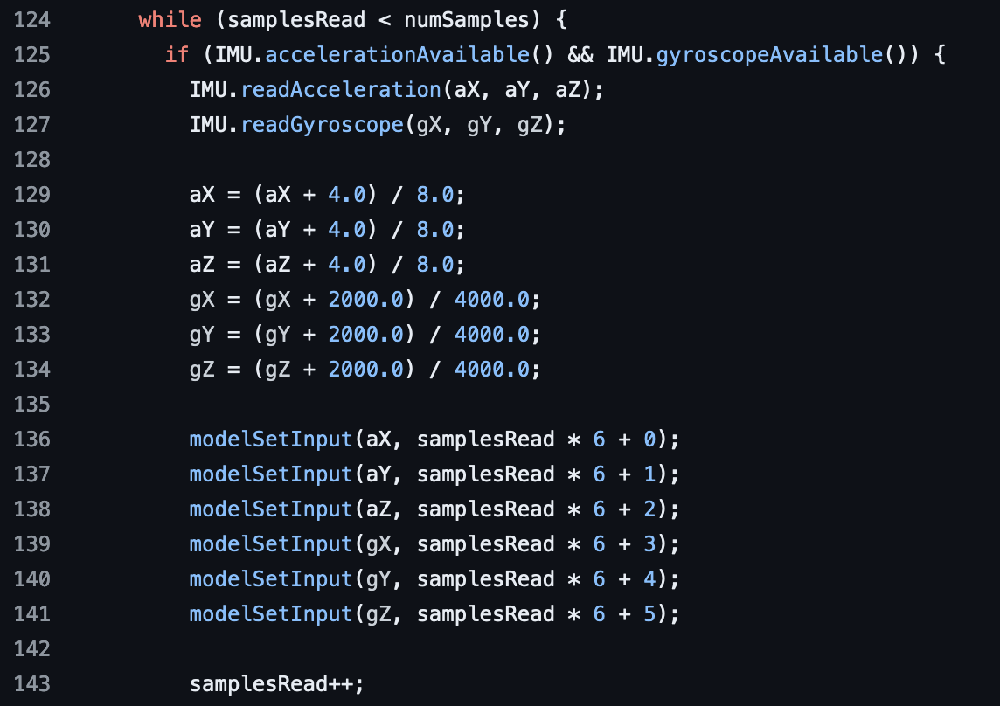 124 while (samplesRead < numSamples) {
125 if (IMU.accelerationAvailable() && IMU.gyroscopeAvailable()) {
126 IMU.readAcceleration(aX, aY, aZ);
127 IMU.readGyroscope(gX, gY, gZ);
128
129 aX = (aX + 4.0) / 8.0;
130 aY = (aY + 4.0) / 8.0;
131 aZ = (aZ + 4.0) / 8.0;
132 gX = (gX + 2000.0) / 4000.0;
133 gY = (gY + 2000.0) / 4000.0;
134 gZ = (gZ + 2000.0) / 4000.0;
135
136 modelSetInput(aX, samplesRead * 6 + 0);
137 modelSetInput(aY, samplesRead * 6 + 1);
138 modelSetInput(aZ, samplesRead * 6 + 2);
139 modelSetInput(gX, samplesRead * 6 + 3);
140 modelSetInput(gY, samplesRead * 6 + 4);
141 modelSetInput(gZ, samplesRead * 6 + 5);
142
143 samplesRead++;